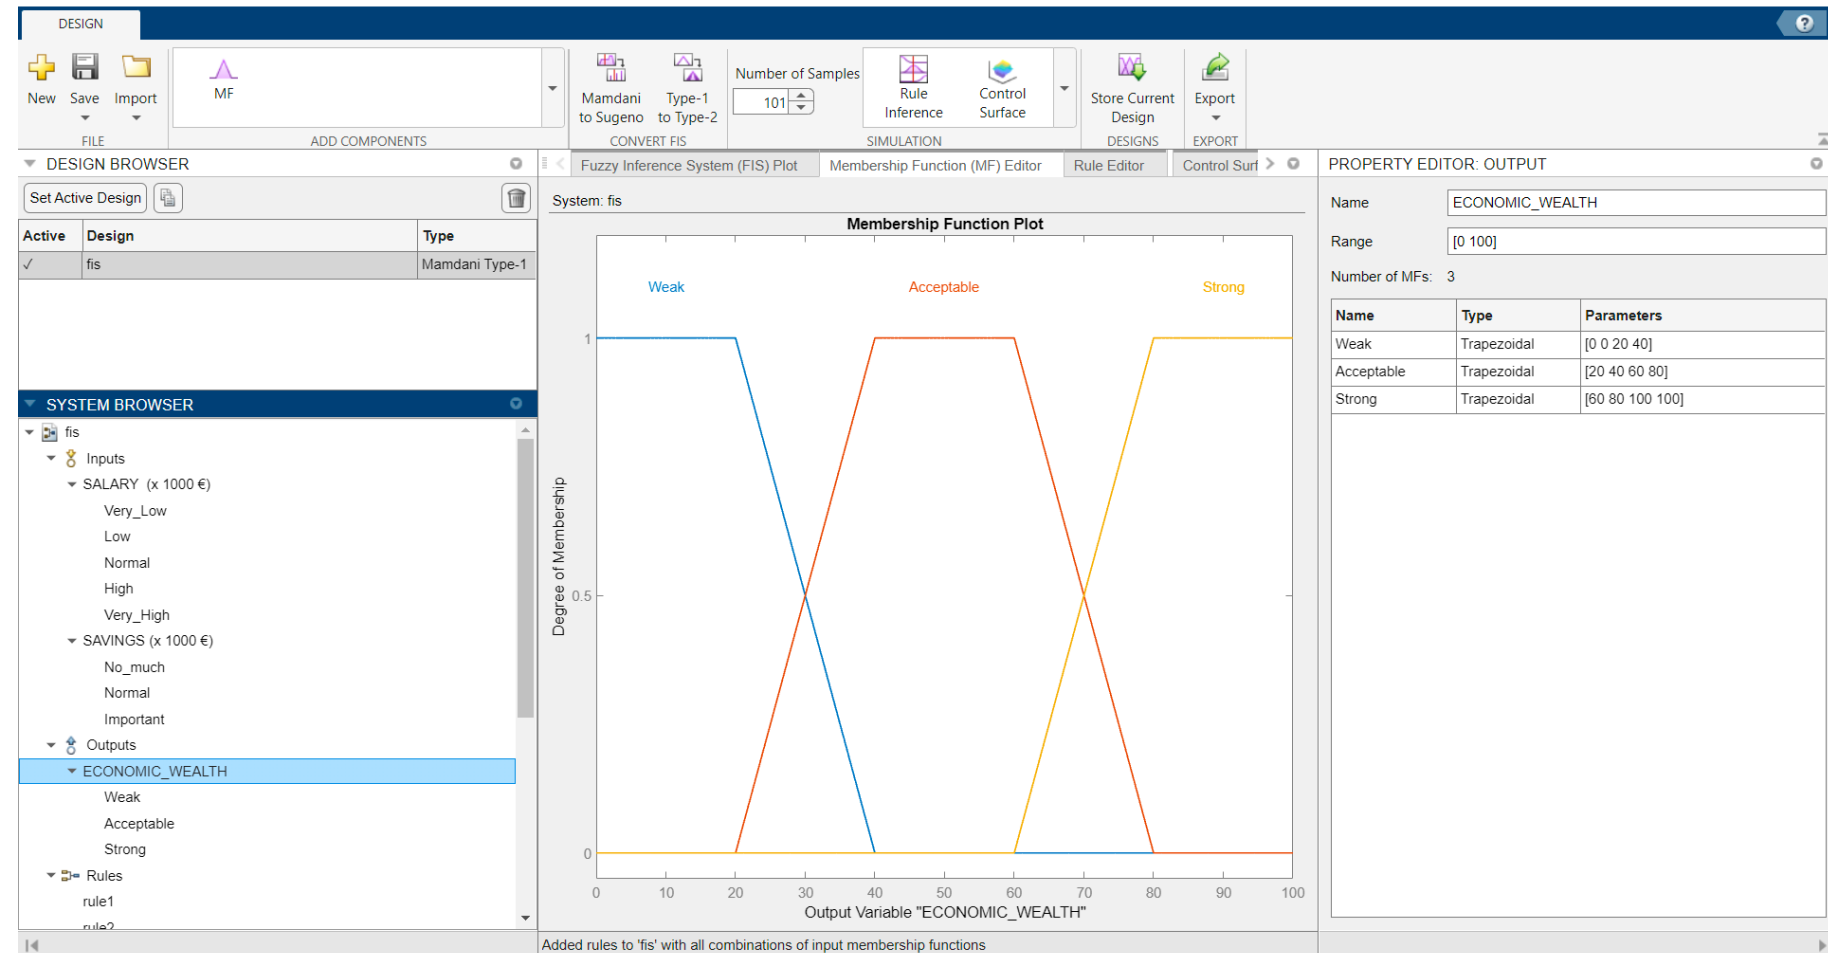 DESIGN
?
New
Save
Import
MF
Mamdani
to Sugeno
Type-1
to Type-2
Number of Samples
101
Rule
Inference
Control
Surface
Store Current
Design
Export
FILE
ADD COMPONENTS
CONVERT FIS
SIMULATION
DESIGNS
EXPORT
DESIGN BROWSER
Set Active Design
Active Design Type
✓ fis Mamdani Type-1
SYSTEM BROWSER
fis
Inputs
SALARY (x 1000 €)
Very_Low
Low
Normal
High
Very_High
SAVINGS (x 1000 €)
No_much
Normal
Important
Outputs
ECONOMIC_WEALTH
Weak
Acceptable
Strong
Rules
rule1
rule2
Fuzzy Inference System (FIS) Plot
Membership Function (MF) Editor
Rule Editor
Control Surf
System: fis
Membership Function Plot
Weak Acceptable Strong
1
0.5
0
Degree of Membership
0 10 20 30 40 50 60 70 80 90 100
Output Variable "ECONOMIC_WEALTH"
Added rules to 'fis' with all combinations of input membership functions
PROPERTY EDITOR: OUTPUT
Name ECONOMIC_WEALTH
Range [0 100]
Number of MFs: 3
Name Type Parameters
Weak Trapezoidal [0 0 20 40]
Acceptable Trapezoidal [20 40 60 80]
Strong Trapezoidal [60 80 100 100]